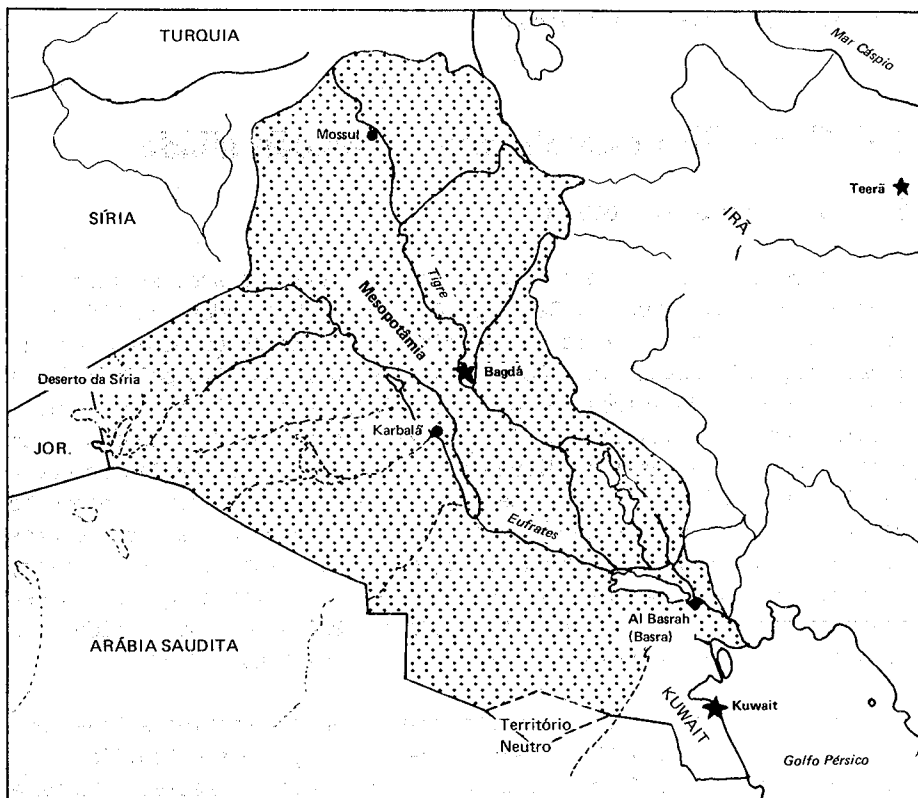 TURQUIA
Mar Cáspio
Mossul
Teerã
SÍRIA
IRÃ
Tigre
Mesopotâmia
Bagdá
Deserto da Síria
Karbalá
JOR.
Eufrates
Al Basrah
(Basra)
ARÁBIA SAUDITA
KUWAIT
Kuwait
Território
Neutro
Golfo Pérsico